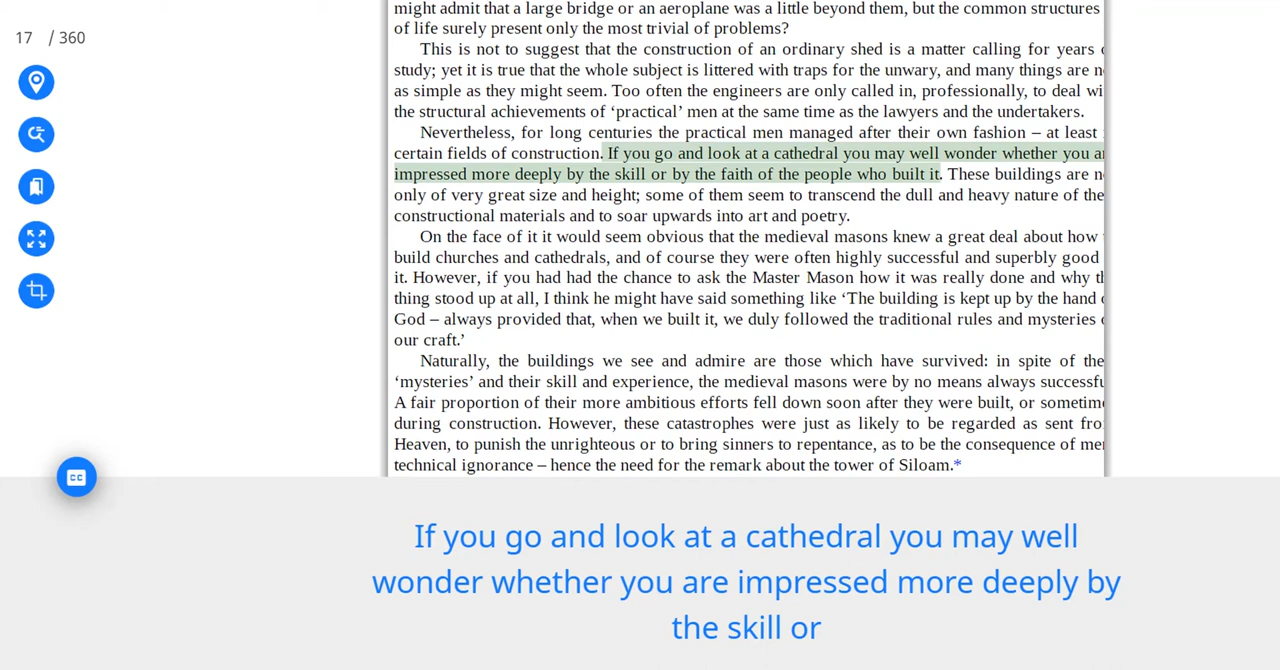 17 / 360
might admit that a large bridge or an aeroplane was a little beyond them, but the common structures
of life surely present only the most trivial of problems?
This is not to suggest that the construction of an ordinary shed is a matter calling for years
study; yet it is true that the whole subject is littered with traps for the unwary, and many things are
as simple as they might seem. Too often the engineers are only called in, professionally, to deal
the structural achievements of ‘practical’ men at the same time as the lawyers and the undertakers.
Nevertheless, for long centuries the practical men managed after their own fashion – at least
certain fields of construction. If you go and look at a cathedral you may well wonder whether you
impressed more deeply by the skill or by the faith of the people who built it. These buildings are
only of very great size and height; some of them seem to transcend the dull and heavy nature of the
constructional materials and to soar upwards into art and poetry.
On the face of it it would seem obvious that the medieval masons knew a great deal about how
build churches and cathedrals, and of course they were often highly successful and superbly good
it. However, if you had had the chance to ask the Master Mason how it was really done and why
thing stood up at all, I think he might have said something like ‘The building is kept up by the hand
God – always provided that, when we built it, we duly followed the traditional rules and mysteries
our craft.’
Naturally, the buildings we see and admire are those which have survived: in spite of the
‘mysteries’ and their skill and experience, the medieval masons were by no means always
A fair proportion of their more ambitious efforts fell down soon after they were built, or
during construction. However, these catastrophes were just as likely to be regarded as sent
Heaven, to punish the unrighteous or to bring sinners to repentance, as to be the consequence of
technical ignorance – hence the need for the remark about the tower of Siloam.*
CC
If you go and look at a cathedral you may well
wonder whether you are impressed more deeply by
the skill or